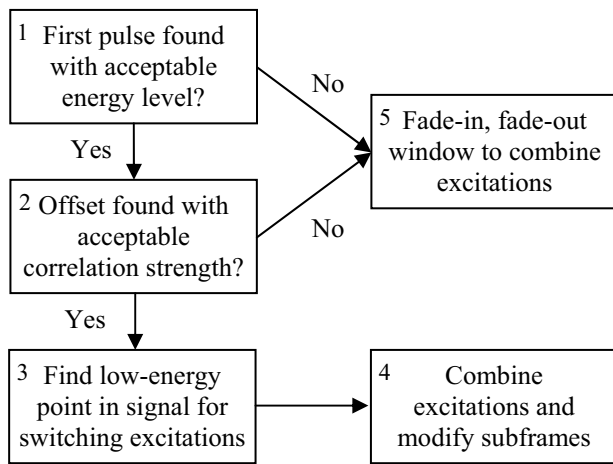 1 First pulse found
with acceptable
energy level?
No
Yes
5 Fade-in, fade-out
window to combine
excitations
2 Offset found with
acceptable
correlation strength?
No
Yes
3 Find low-energy
point in signal for
switching excitations
4 Combine
excitations and
modify subframes